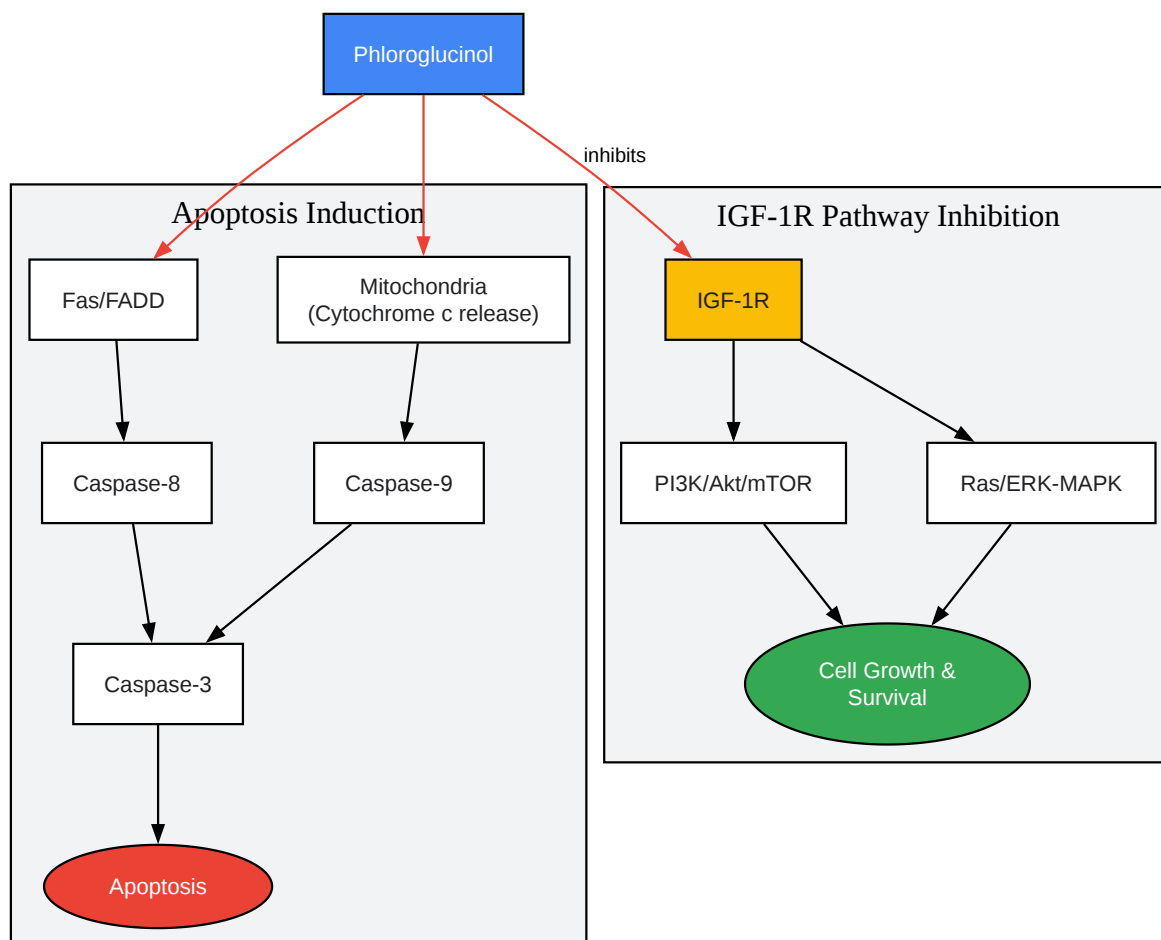 Phloroglucinol
inhibits
Apoptosis Induction
IGF-1R Pathway Inhibition
Fas/FADD
Mitochondria
(Cytochrome c release)
IGF-1R
Caspase-8
Caspase-9
PI3K/Akt/mTOR
Ras/ERK-MAPK
Caspase-3
Cell Growth &
Survival
Apoptosis